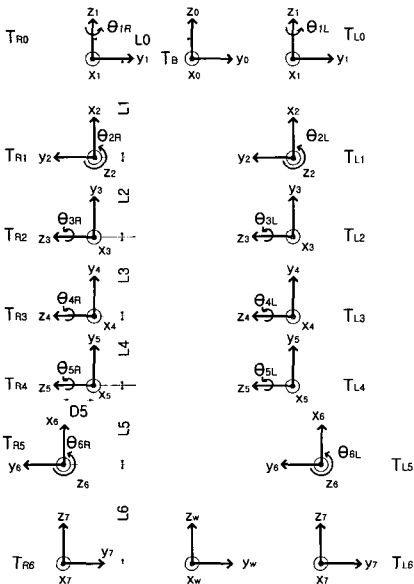 z1 z0 z1
θ1R L0 θ1L
TR0 TB TL0
y1 y0 y1
x1 x0 x1
L1
x2 x2
θ2R θ2L
TR1 y2 y2 TL1
z2 z2
L2
y3 y3
θ3R θ3L
TR2 z3 z3 TL2
x3 x3
L3
y4 y4
θ4R θ4L
TR3 z4 z4 TL3
x4 x4
L4
y5 y5
θ5R θ5L
TR4 z5 z5 TL4
x5 x5
D5
L5
x6 x6
TR5 θ6R θ6L
y6 y6 TL5
z6 z6
L6
z7 zw z7
TR6 y7 yw y7 TL6
x7 xw x7